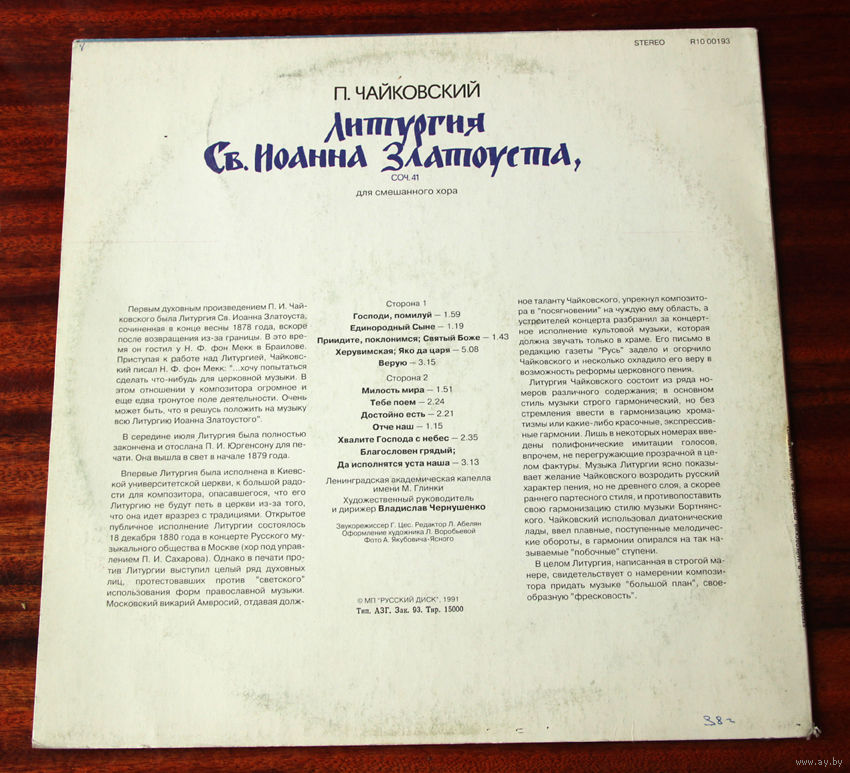 STEREO R10 00193
П. ЧАЙКОВСКИЙ
Литургия
Св. Иоанна Златоуста,
СОЧ. 41
для смешанного хора
Первым духовным произведением П. И. Чай-
ковского была Литургия Св. Иоанна Златоуста,
сочиненная в конце весны 1878 года, вскоре
после возвращения из-за границы. В это вре-
мя он гостил у Н. Ф. фон Мекк в Браилове.
Приступая к работе над Литургией, Чайковс-
кий писал Н. Ф. фон Мекк: "...хочу попытаться
сделать что-нибудь для церковной музыки. В
этом отношении у композитора огромное и
еще едва тронутое поле деятельности. Очень
может быть, что я решусь положить на музыку
всю Литургию Иоанна Златоустого".
В середине июля Литургия была полностью
закончена и отослана П. И. Юргенсону для пе-
чати. Она вышла в свет в начале 1879 года.
Впервые Литургия была исполнена в Киевс-
кой университетской церкви, к большой радо-
сти для композитора, опасавшегося, что его
Литургию не будут петь в церкви из-за того,
что она идет вразрез с традициями. Открытое
публичное исполнение Литургии состоялось
18 декабря 1880 года в концерте Русского му-
зыкального общества в Москве (хор под управ-
лением П. И. Сахарова). Однако в печати про-
тив Литургии выступил целый ряд духовных
лиц, протестовавших против "светского"
использования форм православной музыки.
Московский викарий Амвросий, отдавая долж-
Сторона 1
Господи, помилуй – 1.59
Единородный Сыне – 1.19
Приидите, поклонимся; Святый Боже – 1.43
Херувимская; Яко да царя – 5.08
Верую – 3.15
Сторона 2
Милость мира – 1.51
Тебе поем – 2.24
Достойно есть – 2.21
Отче наш – 1.15
Хвалите Господа с небес – 2.35
Благословен грядый;
Да исполнятся уста наша – 3.13
Ленинградская академическая капелла
имени М. Глинки
Художественный руководитель
и дирижер Владислав Чернушенко
Звукорежиссер Г. Цес. Редактор Л. Абелян
Оформление художника Л. Воробьевой
Фото А. Якубовича-Ясного
© МП "РУССКИЙ ДИСК", 1991
Тип. АЗГ. Зак. 93. Тир. 15000
ное таланту Чайковского, упрекнул композито-
ра в "посягновении" на чуждую ему область, а
устроителей концерта разбранил за концерт-
ное исполнение культовой музыки, которая
должна звучать только в храме. Его письмо в
редакцию газеты "Русь" задело и огорчило
Чайковского и несколько охладило его веру в
возможность реформы церковного пения.
Литургия Чайковского состоит из ряда но-
меров различного содержания; в основном
стиль музыки строго гармонический, но без
стремления ввести в гармонизацию хрома-
тизмы или какие-либо красочные, экспрессив-
ные гармонии. Лишь в некоторых номерах вве-
дены полифонические имитации голосов,
впрочем, не перегружающие прозрачной в це-
лом фактуры. Музыка Литургии ясно показы-
вает желание Чайковского возродить русский
характер пения, но не древнего слоя, а скорее
раннего партесного стиля, и противопоставить
свою гармонизацию стилю музыки Бортнянс-
кого. Чайковский использовал диатонические
лады, ввел плавные, поступенные мелодичес-
кие обороты, в гармонии опирался на так на-
зываемые "побочные" ступени.
В целом Литургия, написанная в строгой ма-
нере, свидетельствует о намерении компози-
тора придать музыке "большой план", свое-
образную "фресковость".
www.ay.by